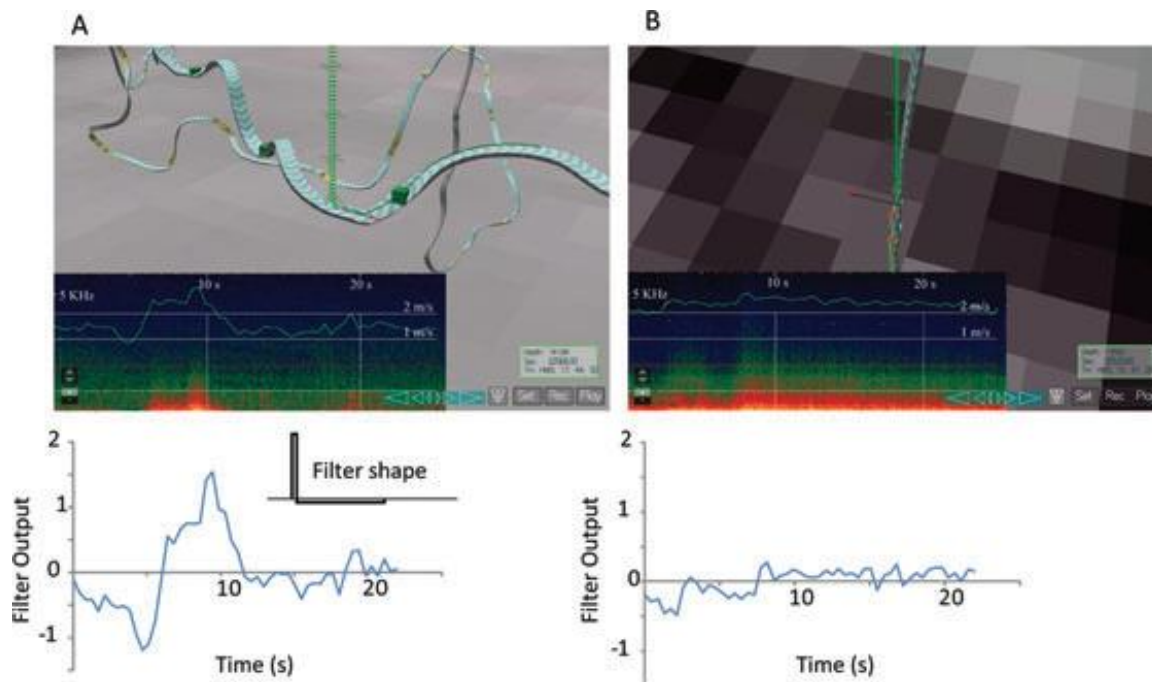 A
B
10 s
20 s
5 KHz
2 m/s
1 m/s
Set Rec Play
10 s
20 s
5 KHz
2 m/s
1 m/s
Set Rec
2
1
0
-1
10
20
Filter Output
Time (s)
Filter shape
2
1
0
-1
10
20
Filter Output
Time (s)